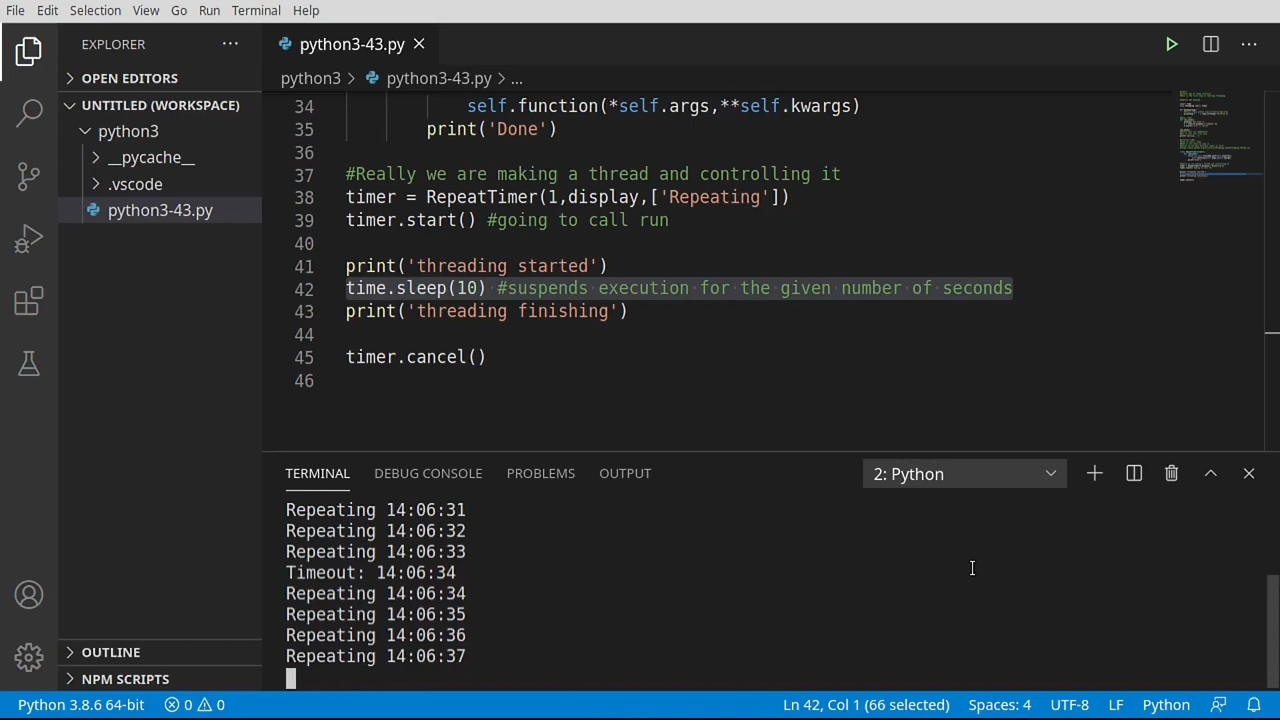 File Edit Selection View Go Run Terminal Help
EXPLORER
OPEN EDITORS
UNTITLED (WORKSPACE)
python3
__pycache__
.vscode
python3-43.py
OUTLINE
NPM SCRIPTS
python3-43.py
python3 > python3-43.py > ...
34 self.function(*self.args,**self.kwargs)
35 print('Done')
36
37 #Really we are making a thread and controlling it
38 timer = RepeatTimer(1,display,['Repeating'])
39 timer.start() #going to call run
40
41 print('threading started')
42 time.sleep(10) #suspends execution for the given number of seconds
43 print('threading finishing')
44
45 timer.cancel()
46
TERMINAL DEBUG CONSOLE PROBLEMS OUTPUT 2: Python
Repeating 14:06:31
Repeating 14:06:32
Repeating 14:06:33
Timeout: 14:06:34
Repeating 14:06:34
Repeating 14:06:35
Repeating 14:06:36
Repeating 14:06:37
Python 3.8.6 64-bit 0 0 Ln 42, Col 1 (66 selected) Spaces: 4 UTF-8 LF Python